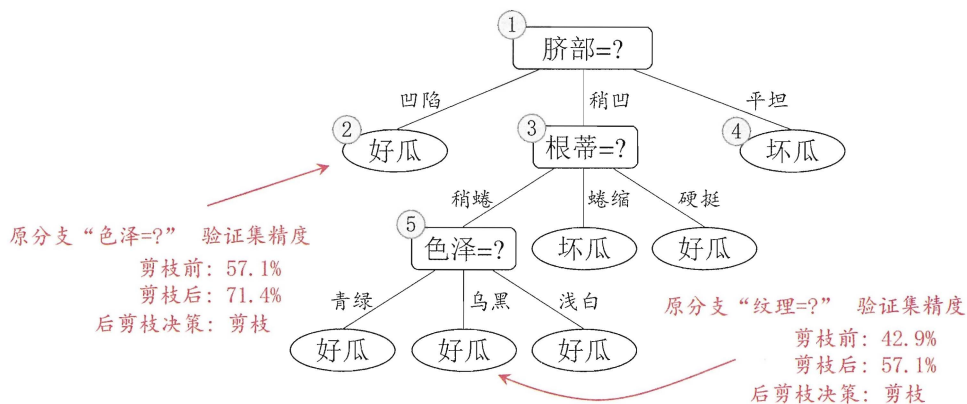 ①
脐部=?
凹陷 稍凹 平坦
② ③ ④
好瓜 根蒂=? 坏瓜
稍蜷 蜷缩 硬挺
⑤
色泽=? 坏瓜 好瓜
原分支“色泽=?” 验证集精度
剪枝前: 57.1%
剪枝后: 71.4%
后剪枝决策: 剪枝
青绿 乌黑 浅白
好瓜 好瓜 好瓜
原分支“纹理=?” 验证集精度
剪枝前: 42.9%
剪枝后: 57.1%
后剪枝决策: 剪枝